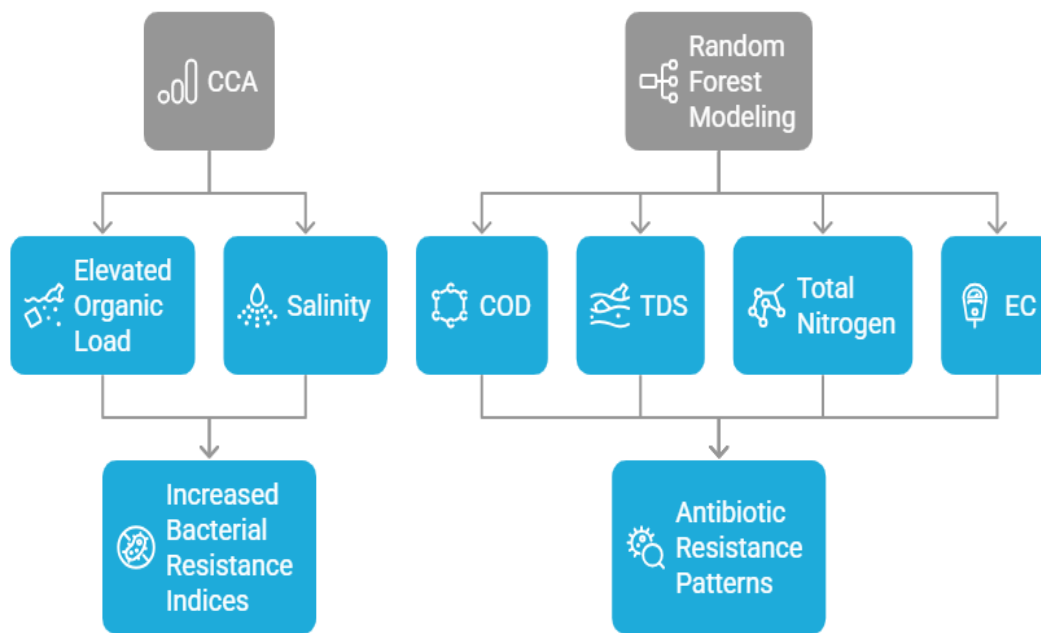 CCA
Random
Forest
Modeling
Elevated
Organic
Load
Salinity
COD
TDS
Total
Nitrogen
EC
Increased
Bacterial
Resistance
Indices
Antibiotic
Resistance
Patterns